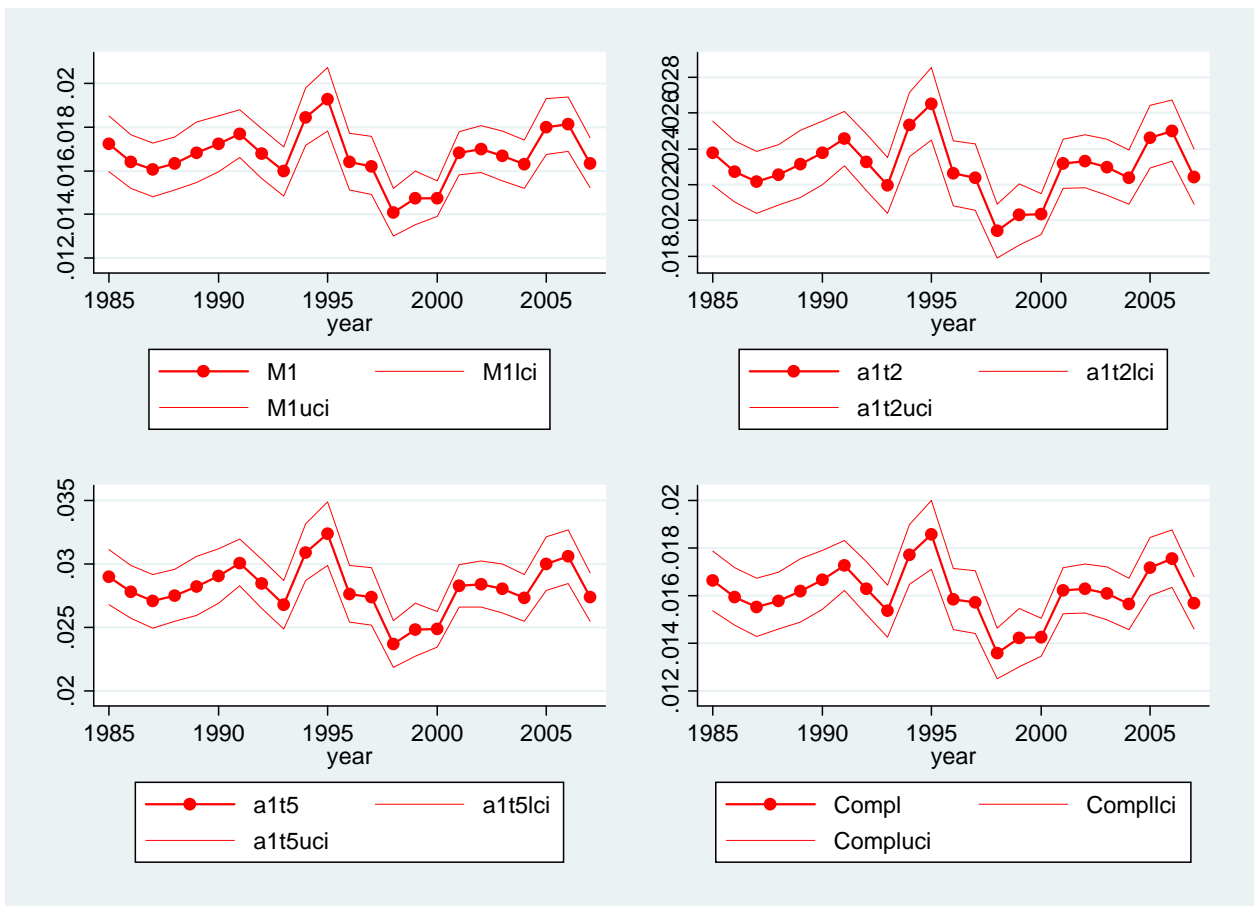 .012 .014 .016 .018 .02
1985 1990 1995 2000 2005
year
M1 M1lci
M1uci
.018 .02 .022 .024 .026 .028
1985 1990 1995 2000 2005
year
a1t2 a1t2lci
a1t2uci
.02 .025 .03 .035
1985 1990 1995 2000 2005
year
a1t5 a1t5lci
a1t5uci
.012 .014 .016 .018 .02
1985 1990 1995 2000 2005
year
Compl Compllci
Compluci